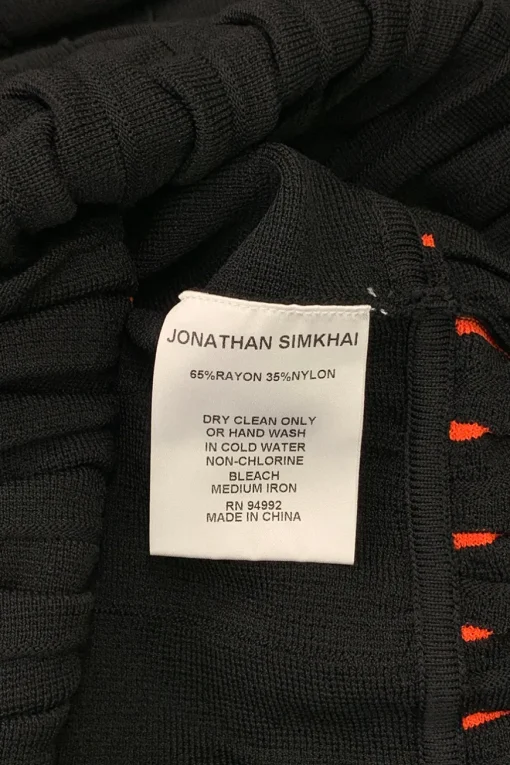 JONATHAN SIMKHAI
65%RAYON 35%NYLON
DRY CLEAN ONLY
OR HAND WASH
IN COLD WATER
NON-CHLORINE
BLEACH
MEDIUM IRON
RN 94992
MADE IN CHINA